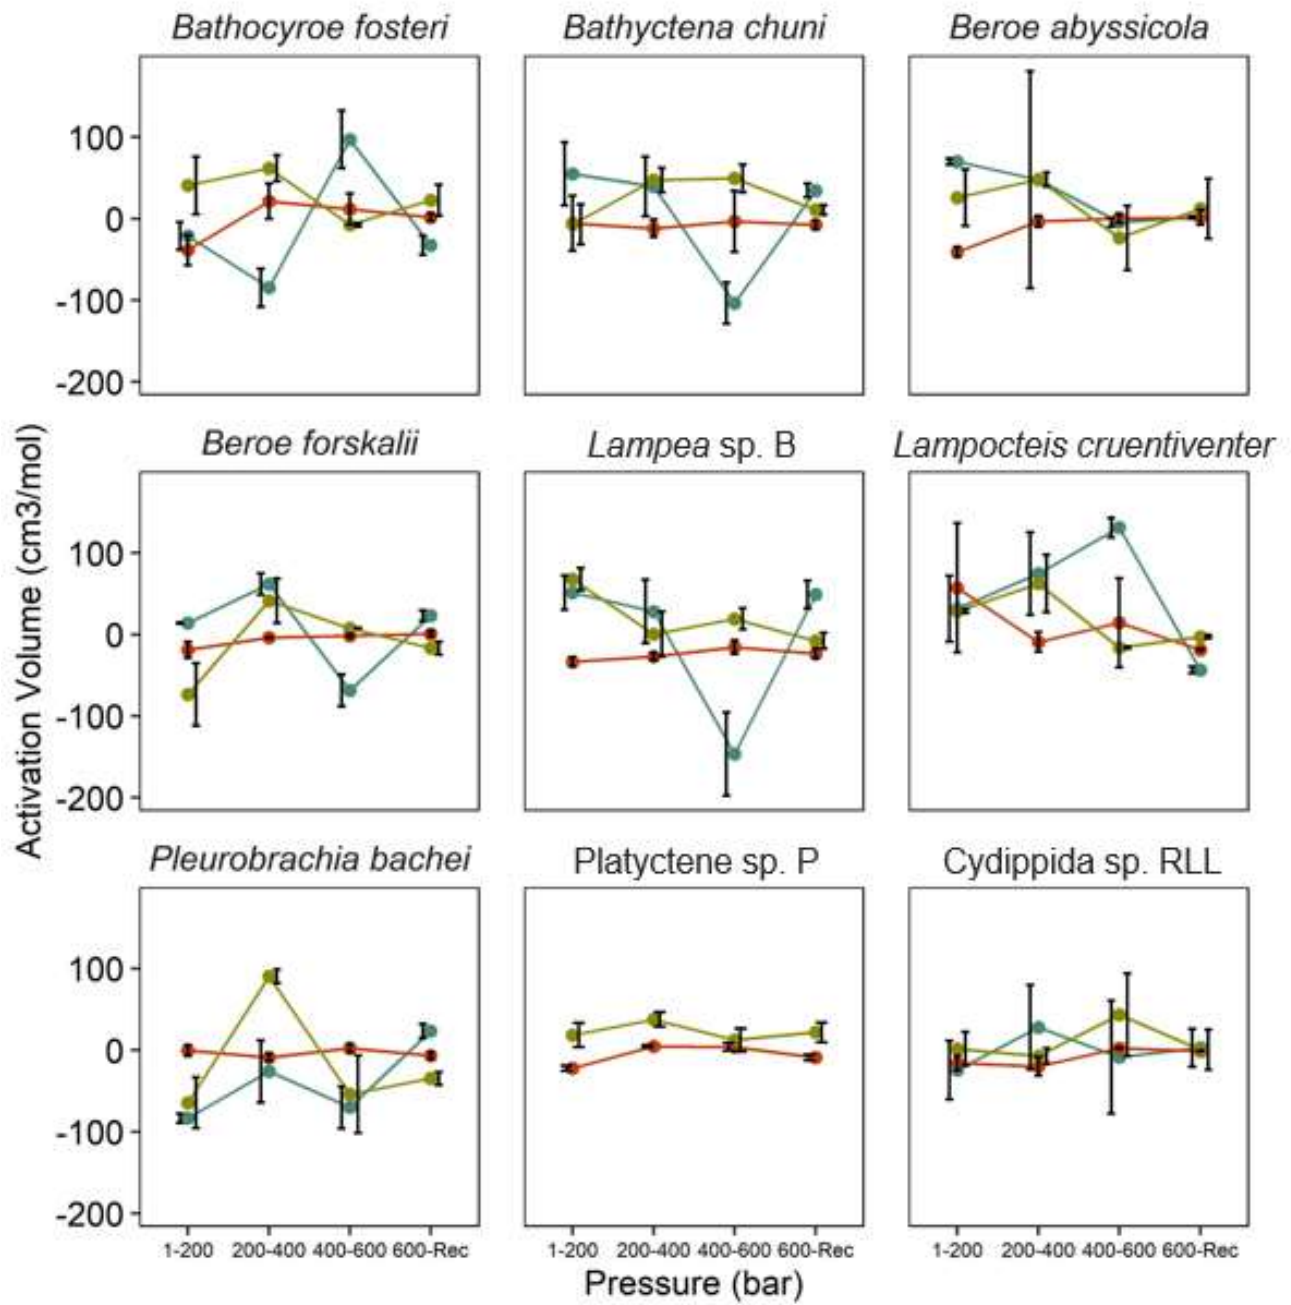 Bathocyroe fosteri
Bathyctena chuni
Beroe abyssicola
100
0
-100
-200
Beroe forskalii
Lampea sp. B
Lampocteis cruentiventer
100
0
-100
-200
Pleurobrachia bachei
Platyctene sp. P
Cydippida sp. RLL
100
0
-100
-200
Activation Volume (cm3/mol)
1-200 200-400 400-600 600-Rec
1-200 200-400 400-600 600-Rec
1-200 200-400 400-600 600-Rec
Pressure (bar)